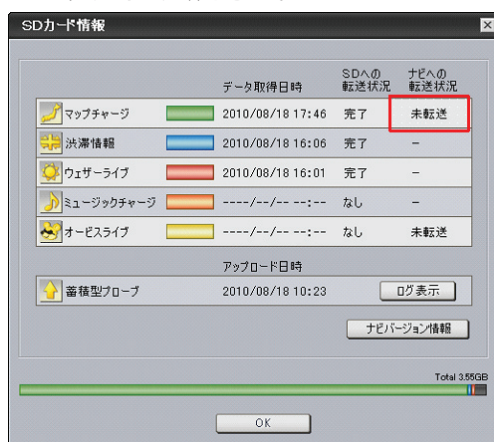 SDカード情報
データ取得日時 SDへの転送状況 ナビへの転送状況
マップチャージ 2010/08/18 17:46 完了 未転送
渋滞情報 2010/08/18 16:06 完了 −
ウェザーライブ 2010/08/18 16:01 完了 −
ミュージックチャージ ----/--/-- --:-- なし −
オービスライブ ----/--/-- --:-- なし 未転送
アップロード日時
蓄積型プローブ 2010/08/18 10:23 ログ表示
ナビバージョン情報
Total 3.55GB
OK